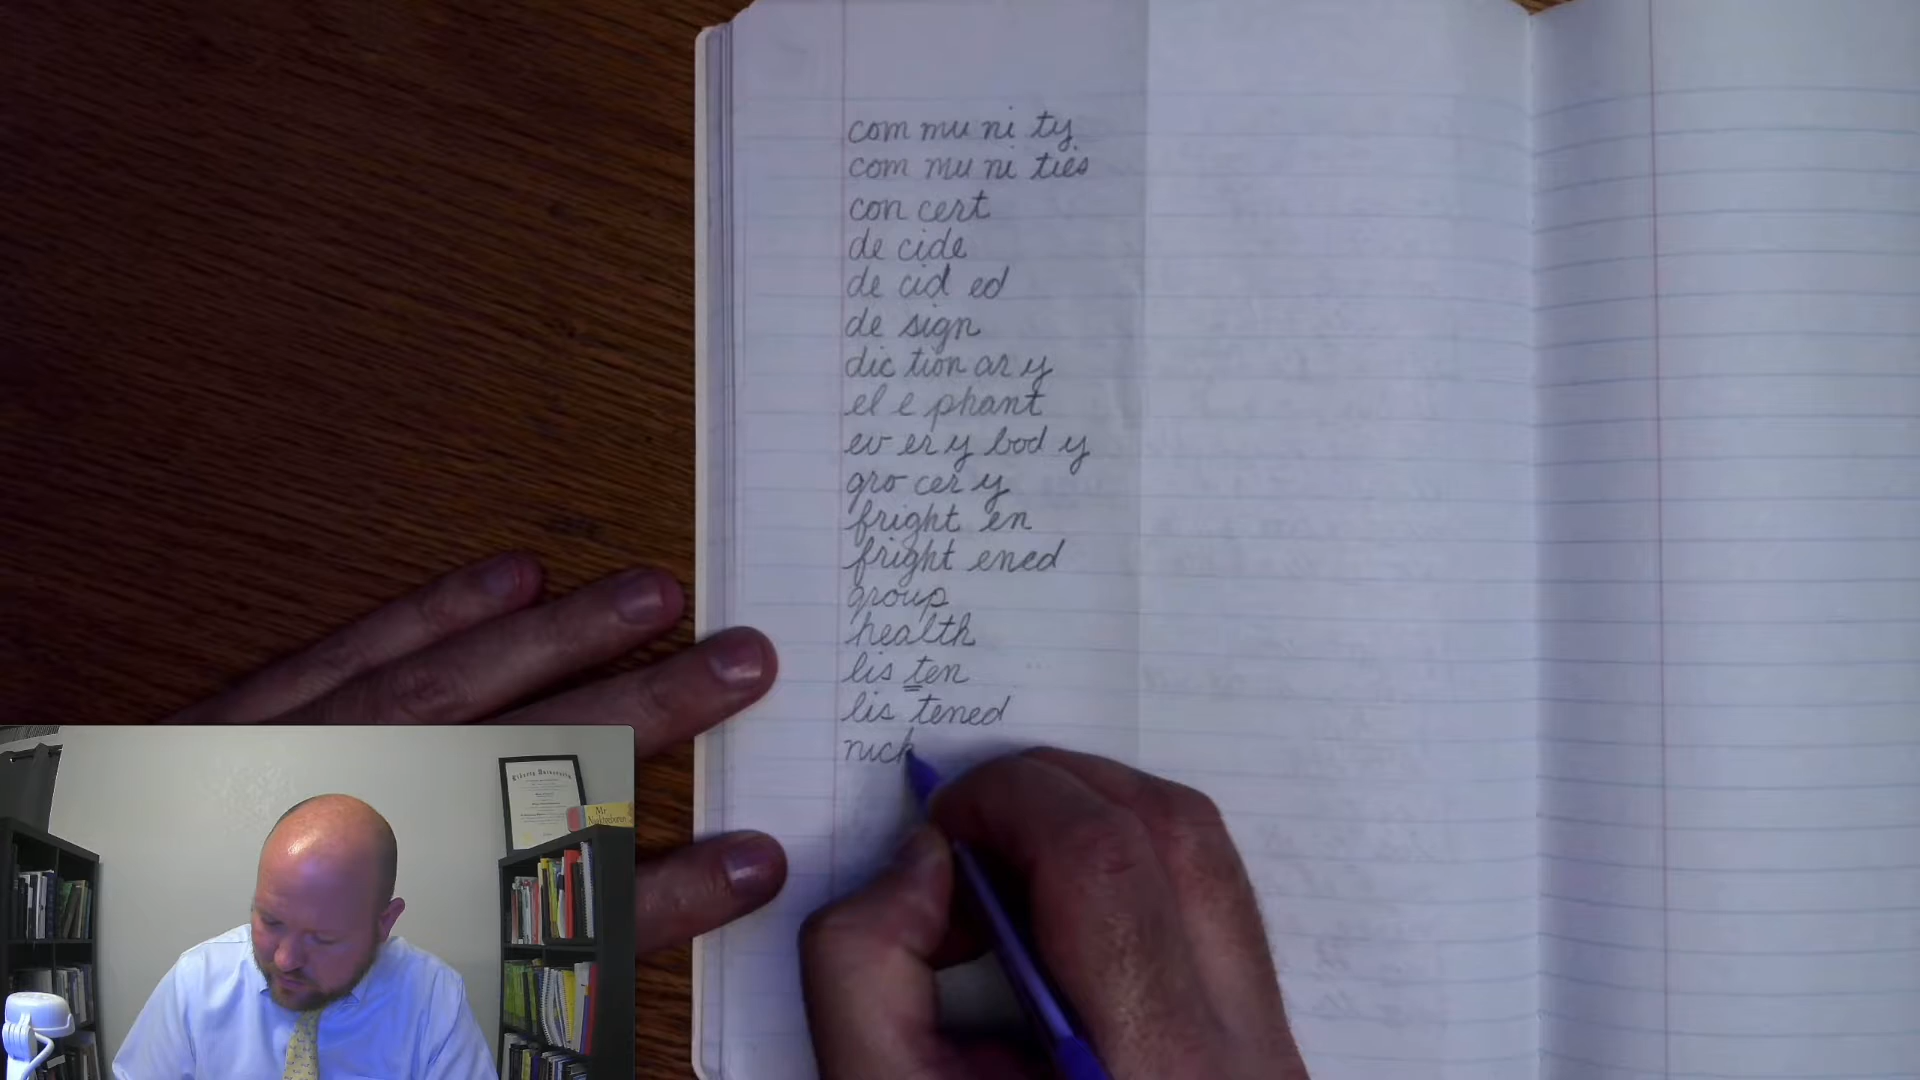 com mu ni ty
com mu ni ties
con cert
de cide
de cid ed
de sign
dic tion ar y
el e phant
ev er y bod y
gro cer y
fright en
fright ened
group
health
lis ten
lis tened
nick
Mr